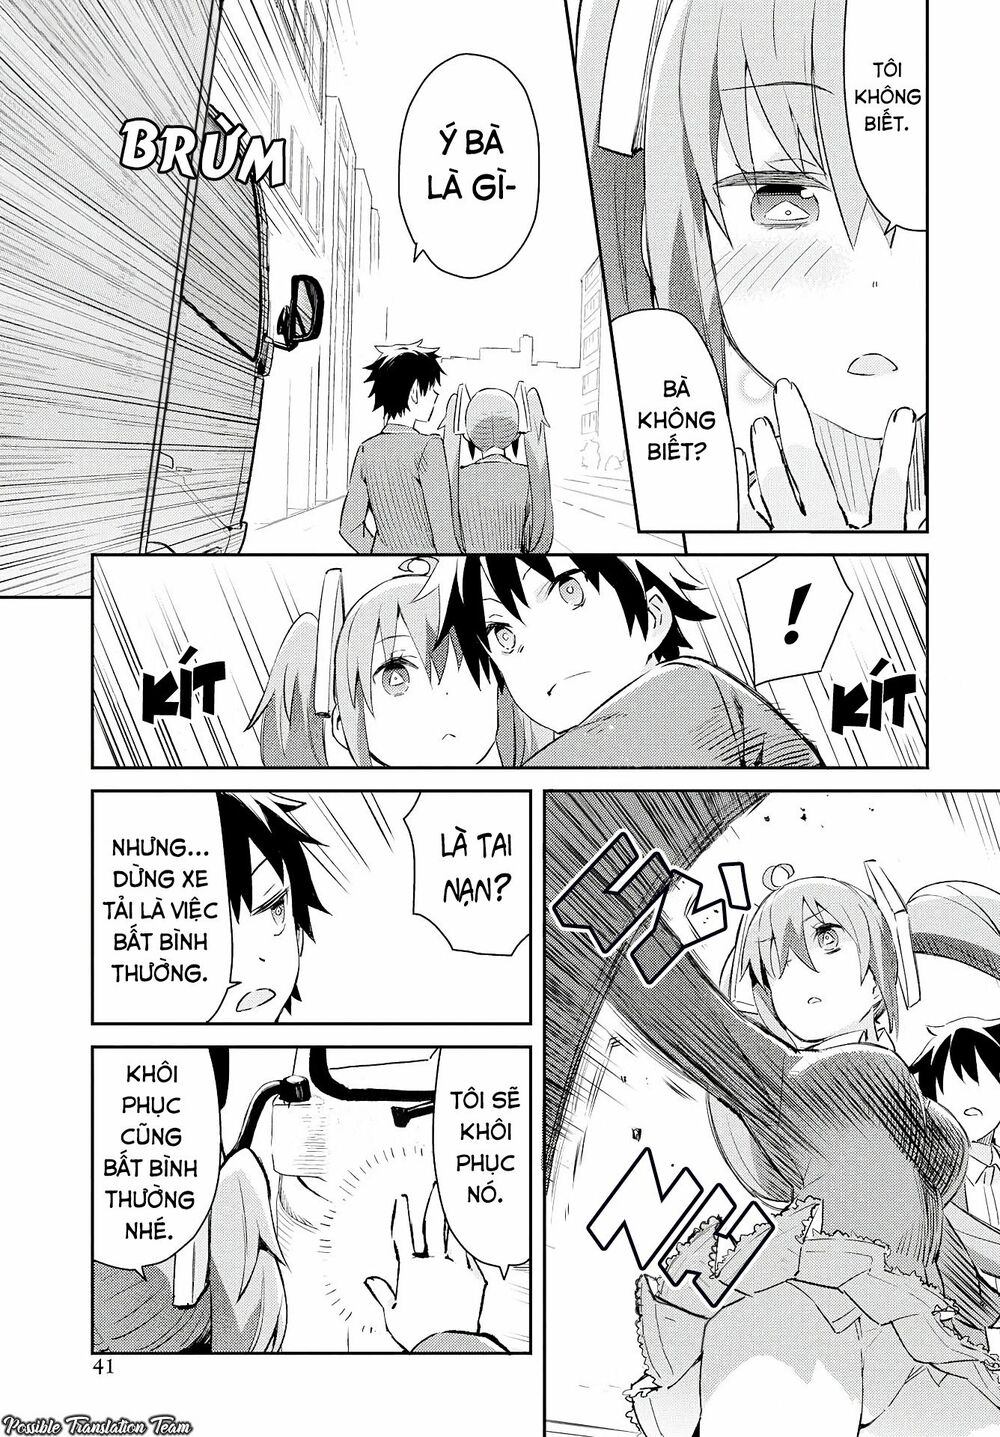 TÔI
KHÔNG
BIẾT.
BÀ
KHÔNG
BIẾT?
Ý BÀ
LÀ GÌ-
BRỪM
!
KÍT
KÍT
LÀ TAI
NẠN?
NHƯNG...
DỪNG XE
TẢI LÀ VIỆC
BẤT BÌNH
THƯỜNG.
TÔI SẼ
KHÔI
PHỤC
NÓ.
KHÔI
PHỤC
CŨNG
BẤT BÌNH
THƯỜNG
NHÉ.
41
Possible Translation Team